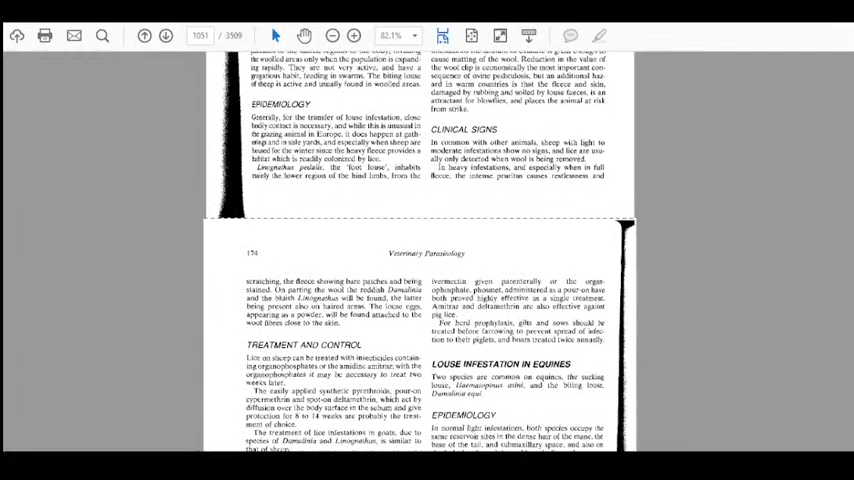 1051 / 3509
82.1%
the woolled areas only when the population is expand-
ing rapidly. They are not very active, and have a
gregarious habit, feeding in swarms. The biting louse
of sheep is active and usually found in woolled areas.
EPIDEMIOLOGY
Generally, for the transfer of louse infestation, close
bodily contact is necessary, and while this is unusual in
the grazing animal in Europe, it does happen at gath-
erings and in sale yards, and especially when sheep are
housed for the winter since the heavy fleece provides a
habitat which is readily colonized by lice.
Linognathus pedalis, the 'foot louse', inhabits
mainly the lower region of the hind limbs, from the
cause matting of the wool. Reduction in the value of
the wool clip is economically the most important con-
sequence of ovine pediculosis, but an additional haz-
ard in warm countries is that the fleece and skin,
damaged by rubbing and soiled by louse faeces, is an
attractant for blowflies, and places the animal at risk
from strike.
CLINICAL SIGNS
In common with other animals, sheep with light to
moderate infestations show no signs, and lice are usu-
ally only detected when wool is being removed.
In heavy infestations, and especially when in full
fleece, the intense pruritus causes restlessness and
174
Veterinary Parasitology
scratching, the fleece showing bare patches and being
stained. On parting the wool the reddish Damalinia
and the bluish Linognathus will be found, the latter
being present also on haired areas. The louse eggs,
appearing as a powder, will be found attached to the
wool fibres close to the skin.
TREATMENT AND CONTROL
Lice on sheep can be treated with insecticides contain-
ing organophosphates or the amidine amitraz; with the
organophosphates it may be necessary to treat two
weeks later.
The easily applied synthetic pyrethroids, pour-on
cypermethrin and spot-on deltamethrin, which act by
diffusion over the body surface in the sebum and give
protection for 8 to 14 weeks are probably the treat-
ment of choice.
The treatment of lice infestations in goats, due to
species of Damalinia and Linognathus, is similar to
that of sheep.
ivermectin given parenterally or the organ-
ophosphate, phosmet, administered as a pour-on have
both proved highly effective as a single treatment.
Amitraz and deltamethrin are also effective against
pig lice.
For herd prophylaxis, gilts and sows should be
treated before farrowing to prevent spread of infec-
tion to their piglets, and boars treated twice annually.
LOUSE INFESTATION IN EQUINES
Two species are common on equines, the sucking
louse, Haematopinus asini, and the biting louse,
Damalinia equi.
EPIDEMIOLOGY
In normal light infestations, both species occupy the
same reservoir sites in the dense hair of the mane, the
base of the tail, and submaxillary space, and also on